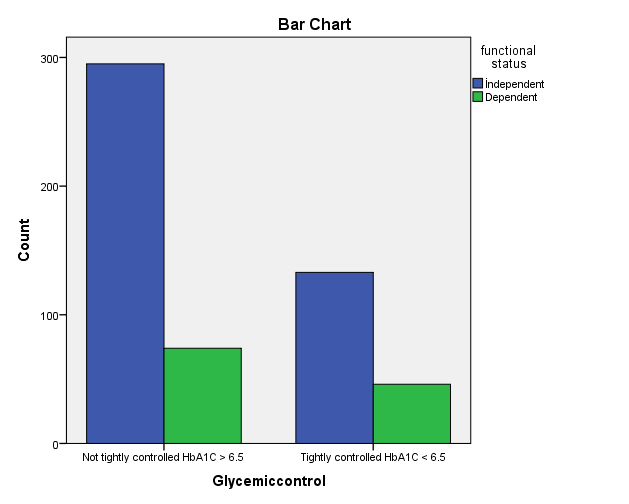 Bar Chart
functional
status
Independent
Dependent
300
200
100
0
Count
Not tightly controlled HbA1C > 6.5
Tightly controlled HbA1C < 6.5
Glycemiccontrol